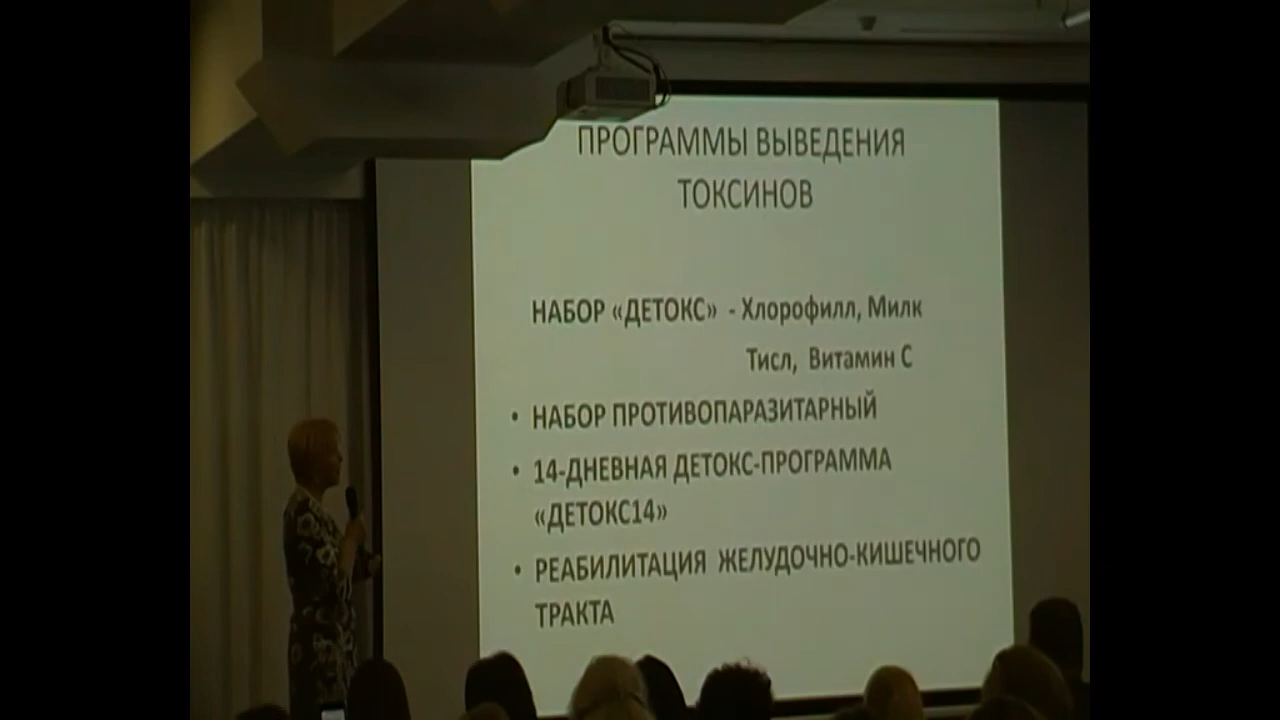 ПРОГРАММЫ ВЫВЕДЕНИЯ
ТОКСИНОВ
НАБОР «ДЕТОКС» - Хлорофилл, Милк
Тисл, Витамин С
• НАБОР ПРОТИВОПАРАЗИТАРНЫЙ
• 14-ДНЕВНАЯ ДЕТОКС-ПРОГРАММА
«ДЕТОКС14»
• РЕАБИЛИТАЦИЯ ЖЕЛУДОЧНО-КИШЕЧНОГО
ТРАКТА